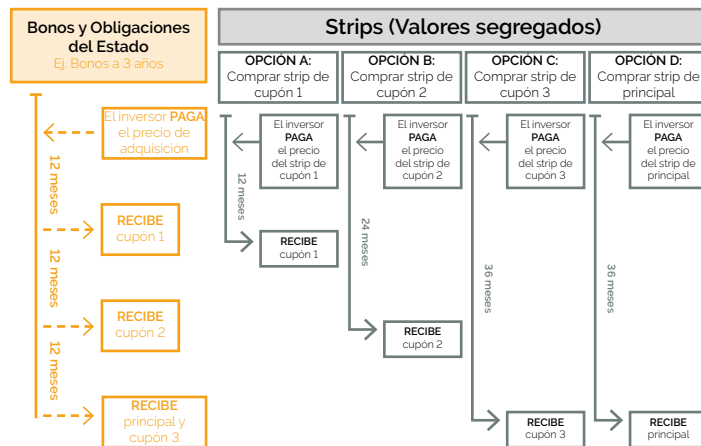 Bonos y Obligaciones
del Estado
Ej. Bonos a 3 años
El inversor PAGA
el precio de
adquisición
12 meses
RECIBE
cupón 1
12 meses
RECIBE
cupón 2
12 meses
RECIBE
principal y
cupón 3
Strips (Valores segregados)
OPCIÓN A:
Comprar strip de
cupón 1
El inversor
PAGA
el precio
del strip de
cupón 1
12 meses
RECIBE
cupón 1
OPCIÓN B:
Comprar strip de
cupón 2
El inversor
PAGA
el precio
del strip de
cupón 2
24 meses
RECIBE
cupón 2
OPCIÓN C:
Comprar strip de
cupón 3
El inversor
PAGA
el precio
del strip de
cupón 3
36 meses
RECIBE
cupón 3
OPCIÓN D:
Comprar strip de
principal
El inversor
PAGA
el precio
del strip de
principal
36 meses
RECIBE
principal